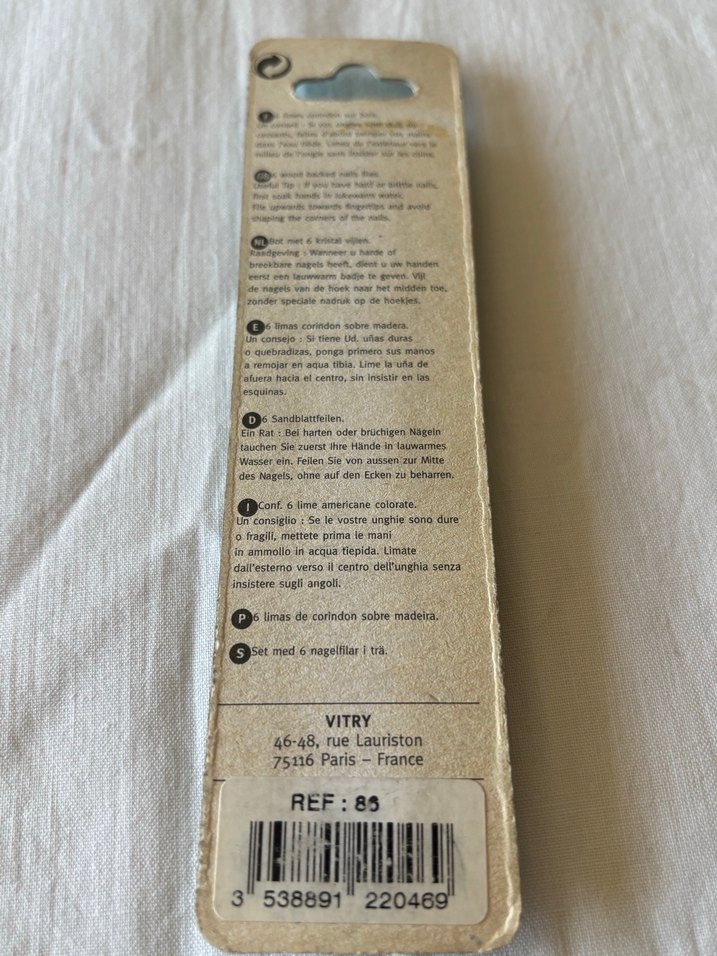 GB 6 wood backed nails files.
Useful Tip : If you have hard or brittle nails,
first soak hands in lukewarm water.
File upwards towards fingertips and avoid
shaping the corners of the nails.
NL Bot met 6 kristal vijlen.
Raadgeving : Wanneer u harde of
breekbare nagels heeft, dient u uw handen
eerst een lauwwarm badje te geven. Vijl
de nagels van de hoek naar het midden toe,
zonder speciale nadruk op de hoekjes.
E 6 limas corindon sobre madera.
Un consejo : Si tiene Ud. uñas duras
o quebradizas, ponga primero sus manos
a remojar en aqua tibia. Lime la uña de
afuera hacia el centro, sin insistir en las
esquinas.
D 6 Sandblattfeilen.
Ein Rat : Bei harten oder brüchigen Nägeln
tauchen Sie zuerst Ihre Hände in lauwarmes
Wasser ein. Feilen Sie von aussen zur Mitte
des Nagels, ohne auf den Ecken zu beharren.
I Conf. 6 lime americane colorate.
Un consiglio : Se le vostre unghie sono dure
o fragili, mettete prima le mani
in ammollo in acqua tiepida. Limate
dall'esterno verso il centro dell'unghia senza
insistere sugli angoli.
P 6 limas de corindon sobre madeira.
S Set med 6 nagelfilar i trä.
VITRY
46-48, rue Lauriston
75116 Paris – France
REF : 86
3 538891 220469